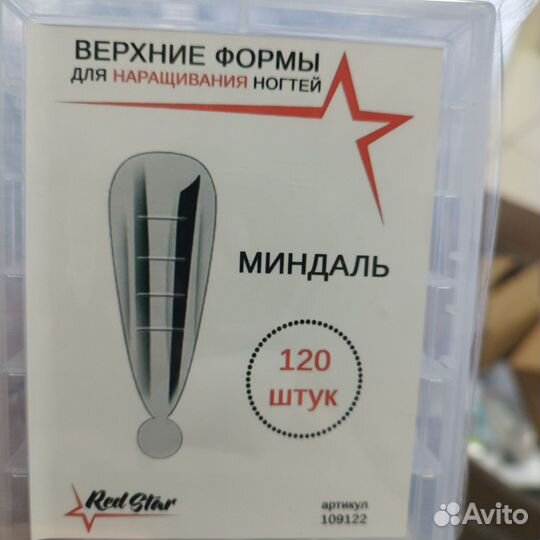 ВЕРХНИЕ ФОРМЫ
ДЛЯ НАРАЩИВАНИЯ НОГТЕЙ
МИНДАЛЬ
120
ШТУК
Red Star
артикул
109122
Avito